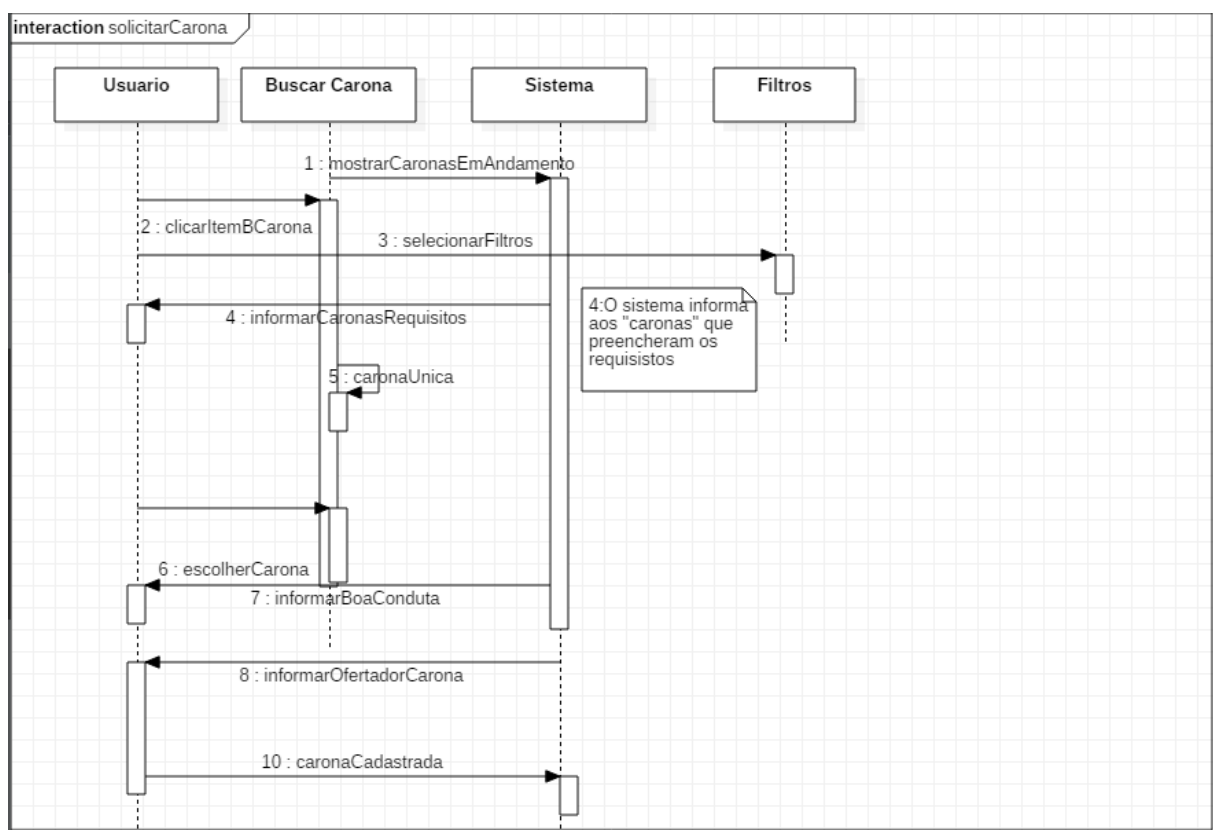 interaction solicitarCarona
Usuario
Buscar Carona
Sistema
Filtros
1 : mostrarCaronasEmAndamento
2 : clicarItemBCarona
3 : selecionarFiltros
4 : informarCaronasRequisitos
4:O sistema informa
aos "caronas" que
preencheram os
requisistos
5 : caronaUnica
6 : escolherCarona
7 : informarBoaConduta
8 : informarOfertadorCarona
10 : caronaCadastrada